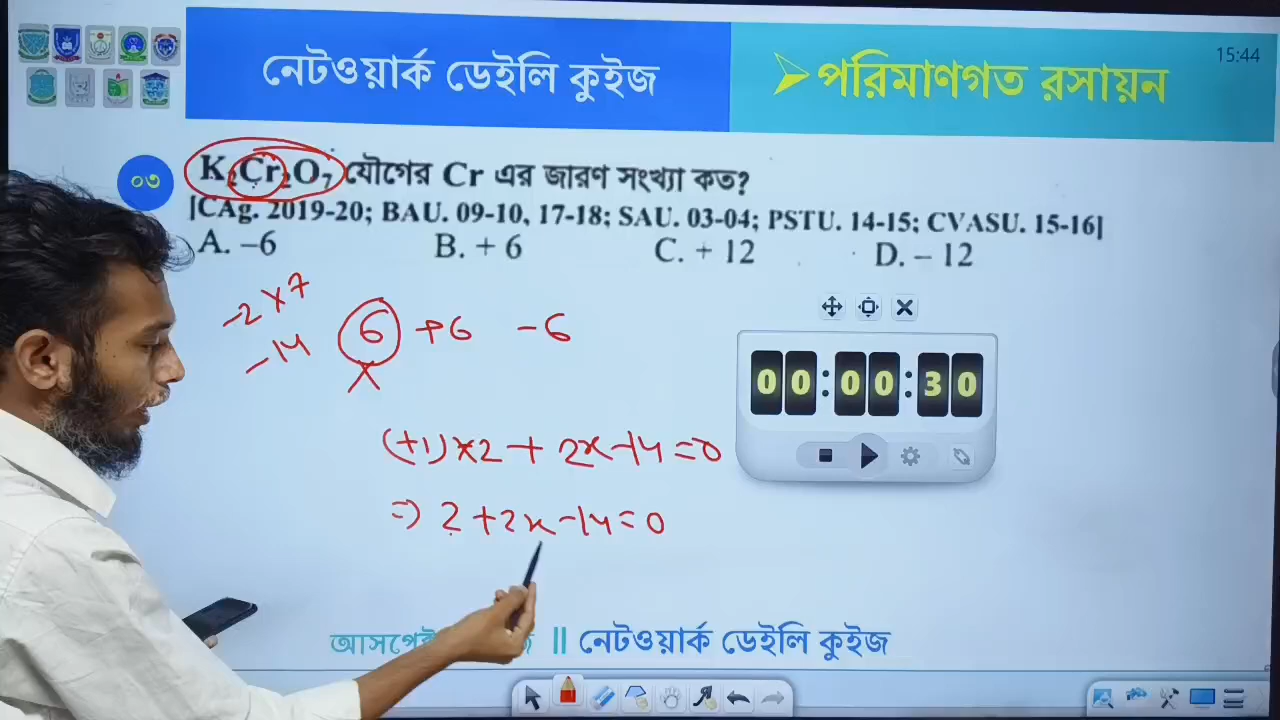 নেটওয়ার্ক ডেইলি কুইজ
পরিমাণগত রসায়ন
15:44
০৩
K₂Cr₂O₇ যৌগের Cr এর জারণ সংখ্যা কত?
[CAg. 2019-20; BAU. 09-10, 17-18; SAU. 03-04; PSTU. 14-15; CVASU. 15-16]
A. –6 B. + 6 C. + 12 D. – 12
-2 x 7
-14
6 +6 -6
00:00:30
(+1)×2 + 2x-14 = 0
=> 2 + 2x - 14 = 0
|| নেটওয়ার্ক ডেইলি কুইজ